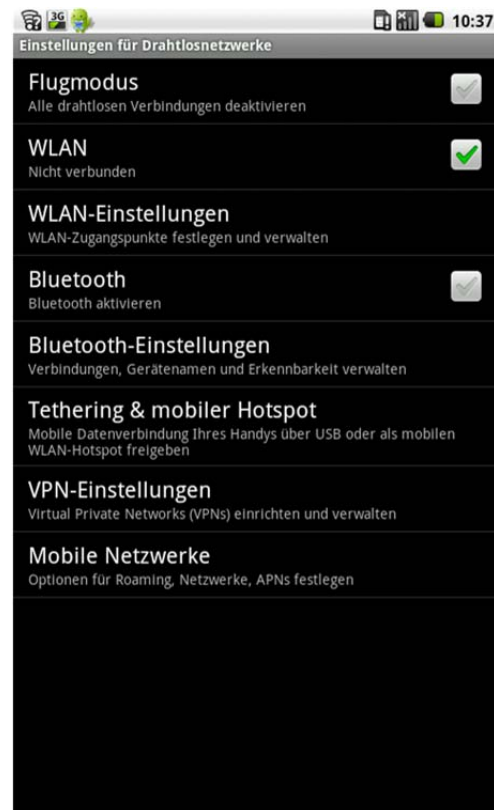 3G
10:37
Einstellungen für Drahtlosnetzwerke
Flugmodus
Alle drahtlosen Verbindungen deaktivieren
WLAN
Nicht verbunden
WLAN-Einstellungen
WLAN-Zugangspunkte festlegen und verwalten
Bluetooth
Bluetooth aktivieren
Bluetooth-Einstellungen
Verbindungen, Gerätenamen und Erkennbarkeit verwalten
Tethering & mobiler Hotspot
Mobile Datenverbindung Ihres Handys über USB oder als mobilen
WLAN-Hotspot freigeben
VPN-Einstellungen
Virtual Private Networks (VPNs) einrichten und verwalten
Mobile Netzwerke
Optionen für Roaming, Netzwerke, APNs festlegen